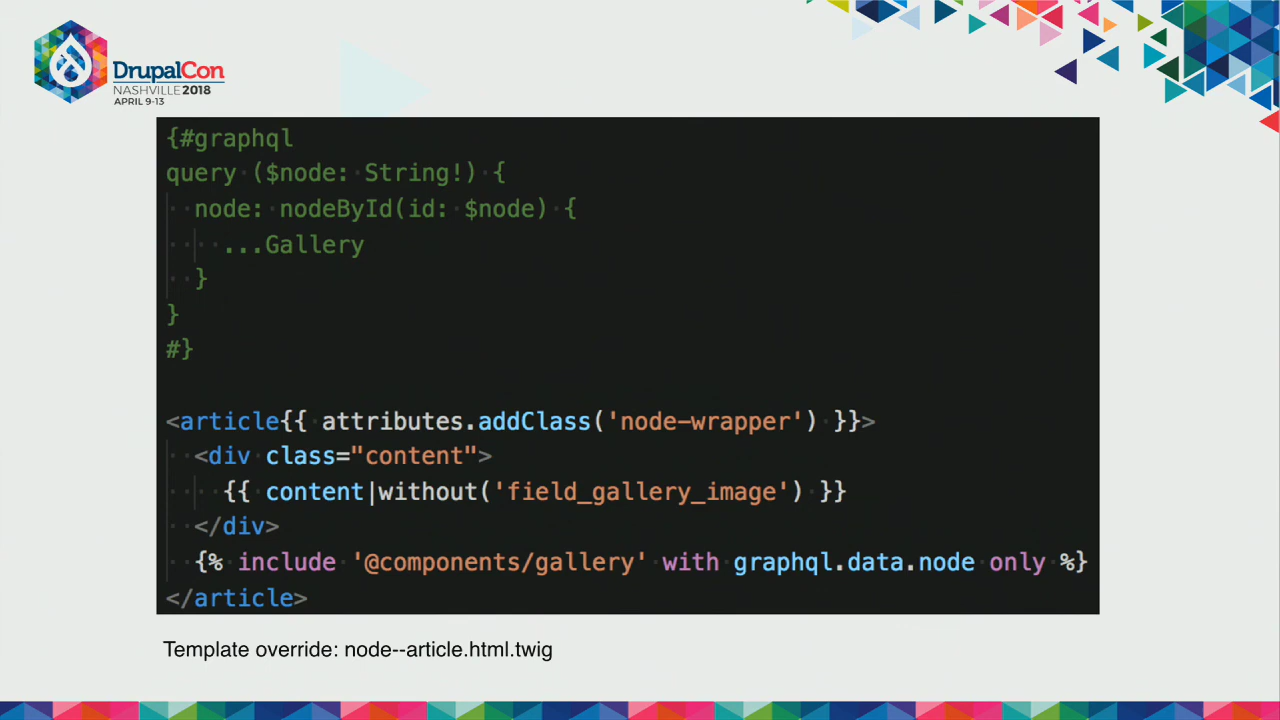 DrupalCon
NASHVILLE 2018
APRIL 9-13
{#graphql
query ($node: String!) {
  node: nodeById(id: $node) {
    ...Gallery
  }
}
#}
<article{{ attributes.addClass('node-wrapper') }}>
  <div class="content">
    {{ content|without('field_gallery_image') }}
  </div>
  {% include '@components/gallery' with graphql.data.node only %}
</article>
Template override: node--article.html.twig